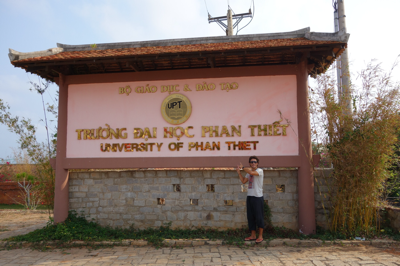 BỘ GIÁO DỤC & ĐÀO TẠO
UPT
TRƯỜNG ĐẠI HỌC PHAN THIẾT
UNIVERSITY OF PHAN THIET